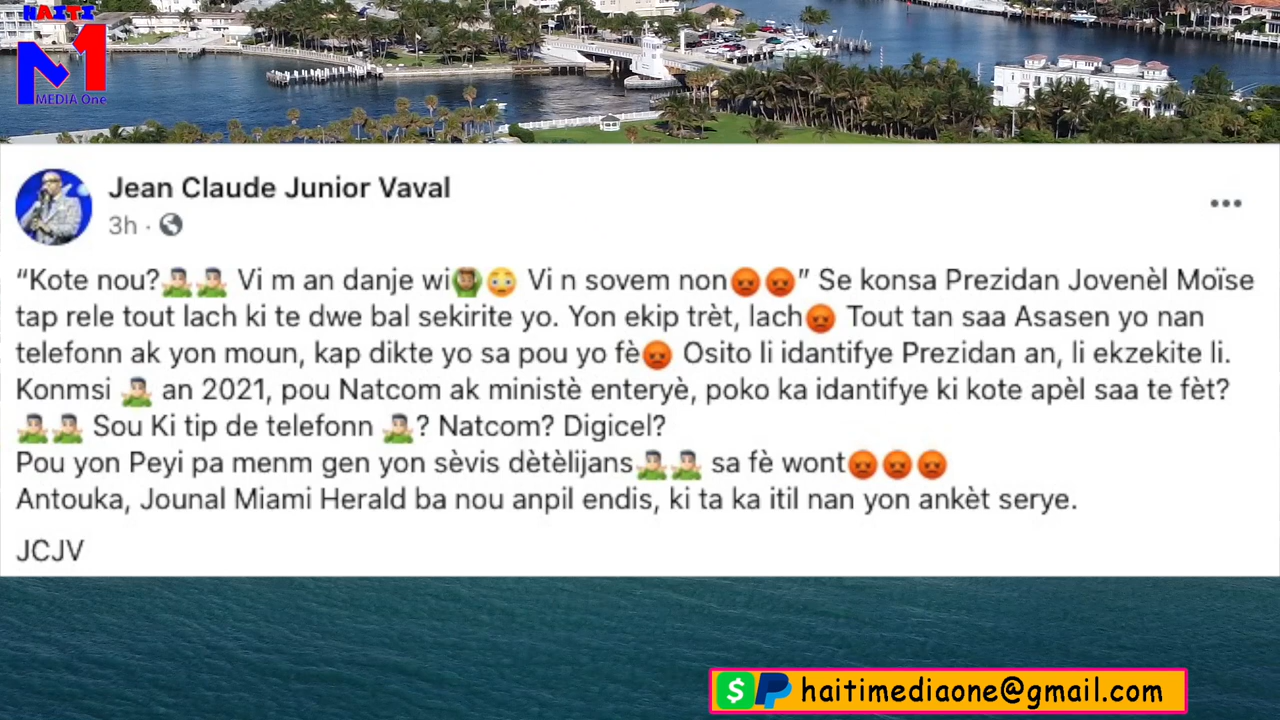 HAITI
M1
MEDIA One
Jean Claude Junior Vaval
3h ·
“Kote nou?🤷🏻‍♂️🤷🏻‍♂️ Vi m an danje wi🙆🏾‍♂️😳 Vi n sovem non😡😡” Se konsa Prezidan Jovenèl Moïse
tap rele tout lach ki te dwe bal sekirite yo. Yon ekip trèt, lach😡 Tout tan saa Asasen yo nan
telefonn ak yon moun, kap dikte yo sa pou yo fè😡 Osito li idantifye Prezidan an, li ekzekite li.
Konmsi 🤷🏻‍♂️ an 2021, pou Natcom ak ministè enteryè, poko ka idantifye ki kote apèl saa te fèt?
🤷🏻‍♂️🤷🏻‍♂️ Sou Ki tip de telefonn 🤷🏻‍♂️? Natcom? Digicel?
Pou yon Peyi pa menm gen yon sèvis dètèlijans🤷🏻‍♂️🤷🏻‍♂️ sa fè wont😡😡😡
Antouka, Jounal Miami Herald ba nou anpil endis, ki ta ka itil nan yon ankèt serye.
JCJV
$ P haitimediaone@gmail.com